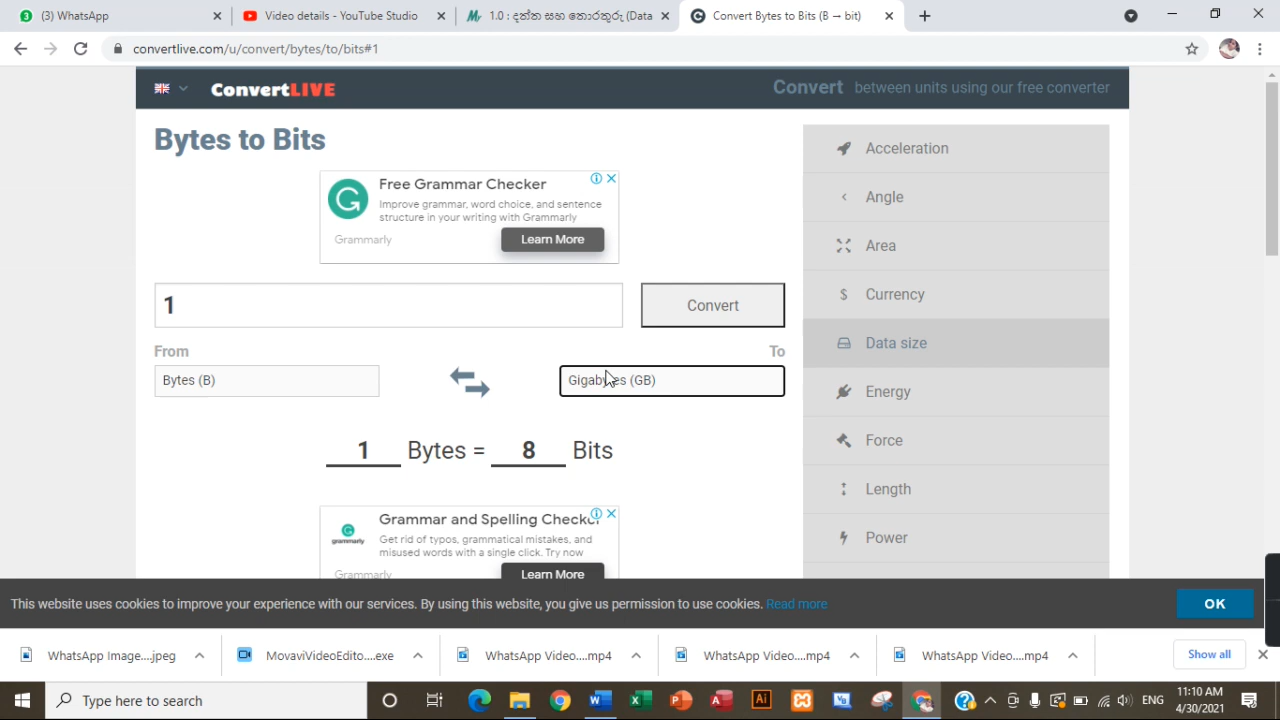 (3) WhatsApp
Video details - YouTube Studio
1.0 : දත්ත සහ තොරතුරු (Data
Convert Bytes to Bits (B → bit)
convertlive.com/u/convert/bytes/to/bits#1
ConvertLIVE
Convert between units using our free converter
Bytes to Bits
Free Grammar Checker
Improve grammar, word choice, and sentence
structure in your writing with Grammarly
Grammarly
Learn More
1
Convert
From
To
Bytes (B)
Gigabytes (GB)
1 Bytes = 8 Bits
Grammar and Spelling Checker
Get rid of typos, grammatical mistakes, and
misused words with a single click. Try now
grammarly
Grammarly
Learn More
Acceleration
Angle
Area
$ Currency
Data size
Energy
Force
Length
Power
This website uses cookies to improve your experience with our services. By using this website, you give us permission to use cookies. Read more
OK
WhatsApp Image....jpeg
MovaviVideoEdito....exe
WhatsApp Video....mp4
WhatsApp Video....mp4
WhatsApp Video....mp4
Show all
Type here to search
ENG
11:10 AM
4/30/2021